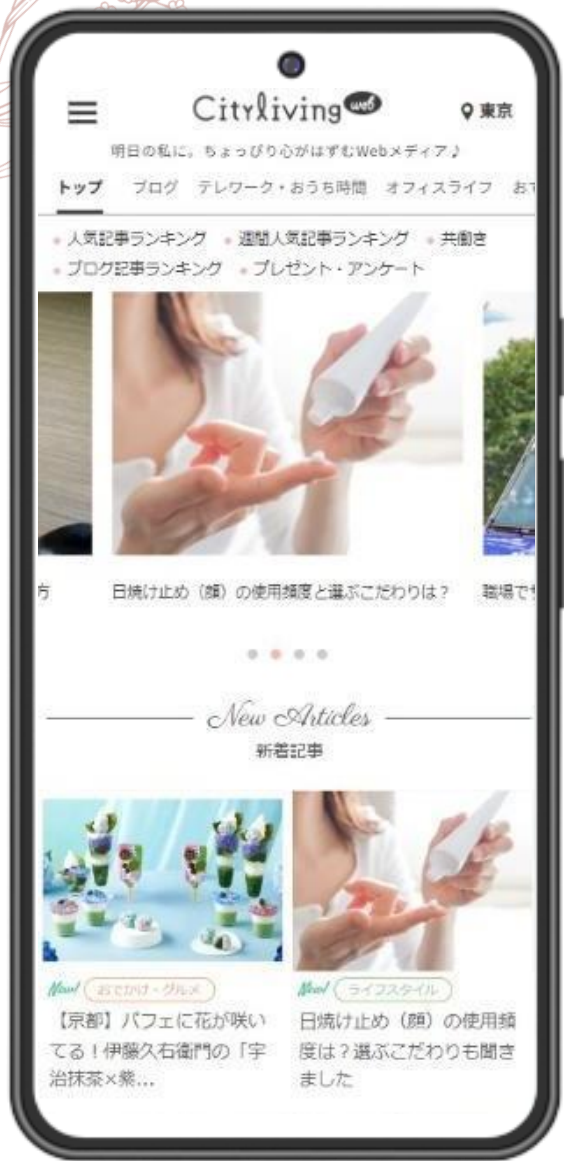 Cityliving web
東京
明日の私に。ちょっぴり心がはずむWebメディア♪
トップ ブログ テレワーク・おうち時間 オフィスライフ おで
人気記事ランキング 週間人気記事ランキング 共働き
ブログ記事ランキング プレゼント・アンケート
方 日焼け止め（顔）の使用頻度と選ぶこだわりは？ 職場でサ
New Articles
新着記事
New! おでかけ・グルメ
【京都】パフェに花が咲い
てる！伊藤久右衛門の「宇
治抹茶×紫...
New! ライフスタイル
日焼け止め（顔）の使用頻
度は？選ぶこだわりも聞き
ました